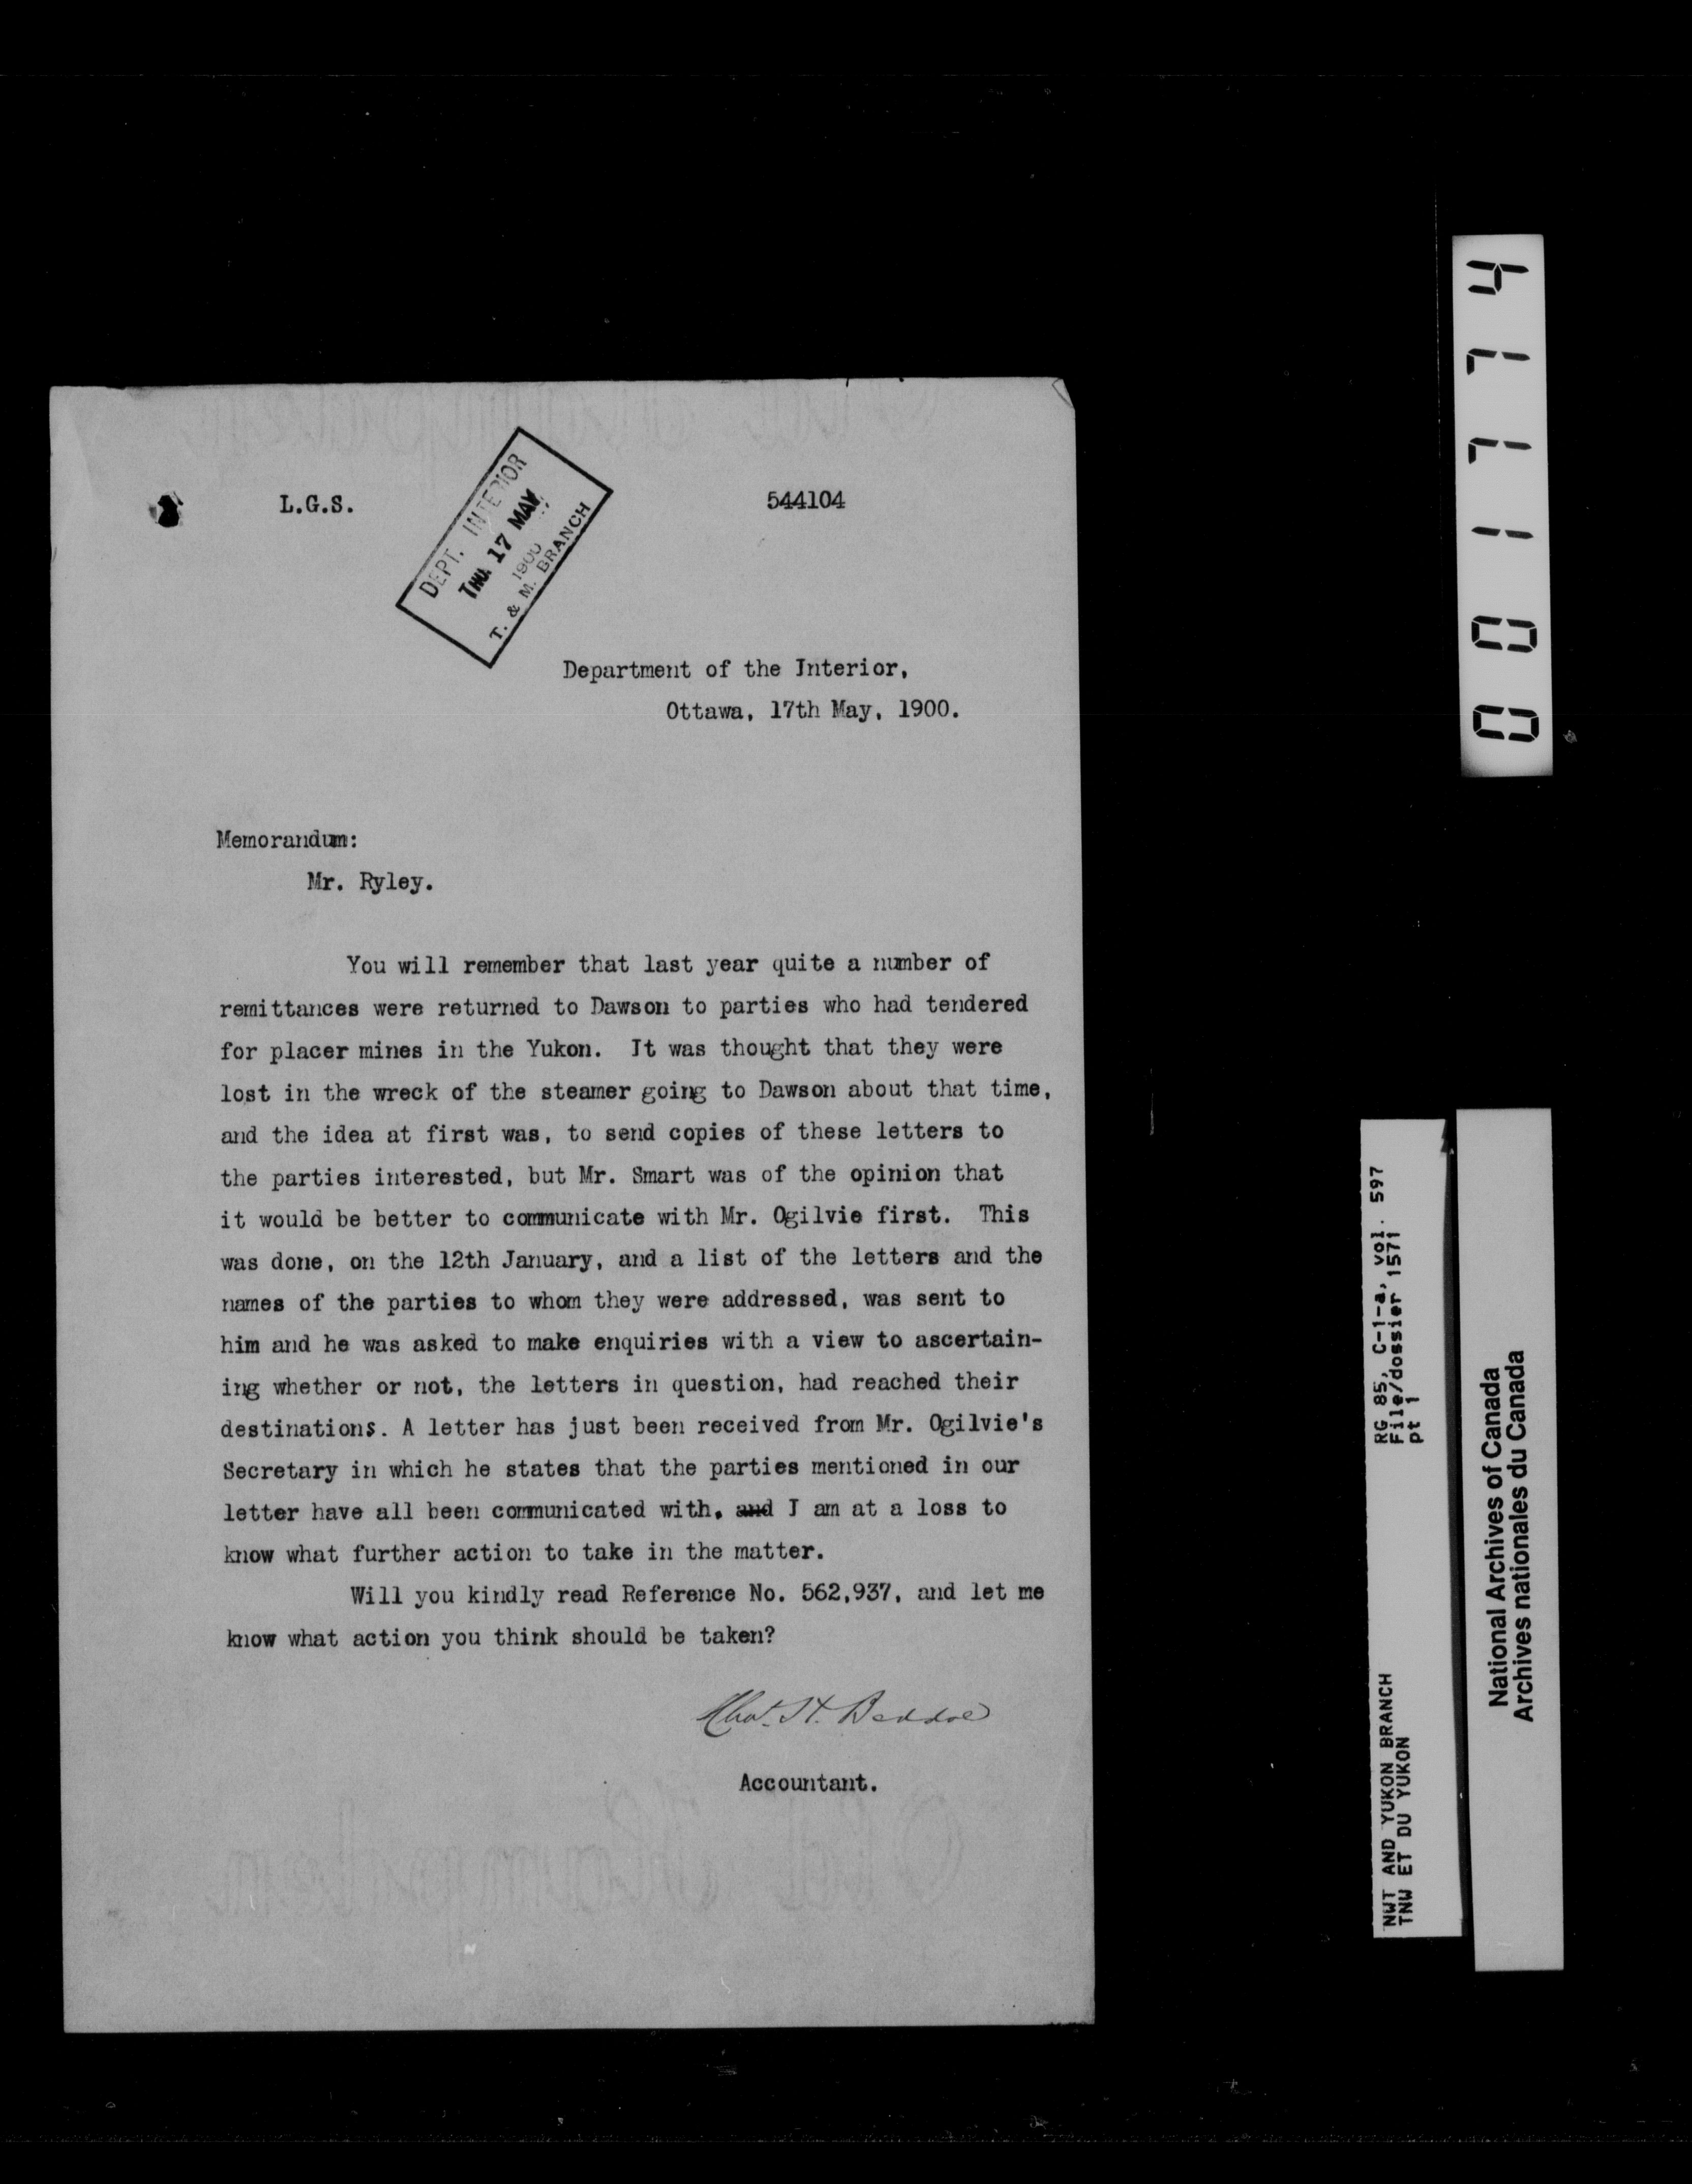 L.G.S.
544104
DEPT. INTERIOR
THU. 17 MAY
1900
T. & M. BRANCH
Department of the Interior,
Ottawa, 17th May, 1900.
Memorandum:
Mr. Ryley.
You will remember that last year quite a number of
remittances were returned to Dawson to parties who had tendered
for placer mines in the Yukon. It was thought that they were
lost in the wreck of the steamer going to Dawson about that time,
and the idea at first was, to send copies of these letters to
the parties interested, but Mr. Smart was of the opinion that
it would be better to communicate with Mr. Ogilvie first. This
was done, on the 12th January, and a list of the letters and the
names of the parties to whom they were addressed, was sent to
him and he was asked to make enquiries with a view to ascertain-
ing whether or not, the letters in question, had reached their
destinations. A letter has just been received from Mr. Ogilvie's
Secretary in which he states that the parties mentioned in our
letter have all been communicated with, and I am at a loss to
know what further action to take in the matter.
Will you kindly read Reference No. 562,937, and let me
know what action you think should be taken?
Chas. H. Beddoe
Accountant.
001774
RG 85, C-1-a, vol. 597
File/dossier 1571
pt 1
NWT AND YUKON BRANCH
TNW ET DU YUKON
National Archives of Canada
Archives nationales du Canada